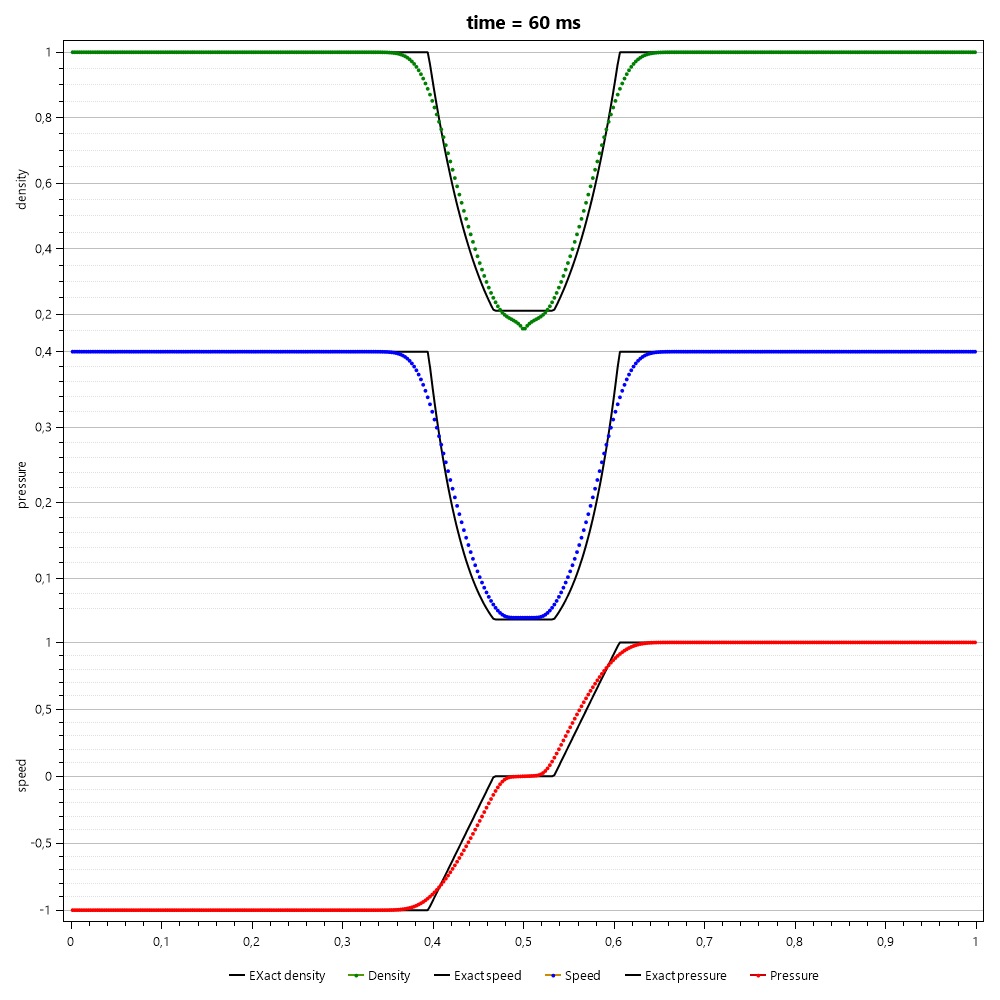 time = 60 ms
1
0,8
0,6
0,4
0,2
density
0,4
0,3
0,2
0,1
pressure
1
0,5
0
-0,5
-1
speed
0 0,1 0,2 0,3 0,4 0,5 0,6 0,7 0,8 0,9 1
EXact density Density Exact speed Speed Exact pressure Pressure